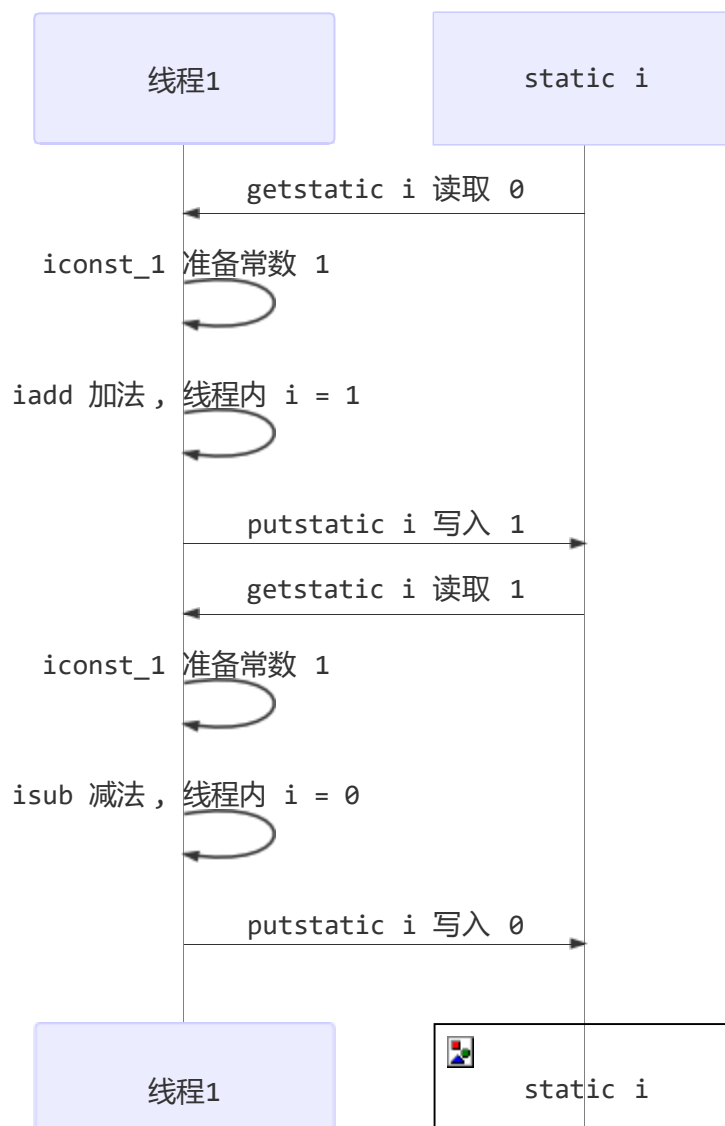 线程1
static i
getstatic i 读取 0
iconst_1 准备常数 1
iadd 加法，线程内 i = 1
putstatic i 写入 1
getstatic i 读取 1
iconst_1 准备常数 1
isub 减法，线程内 i = 0
putstatic i 写入 0
线程1
static i